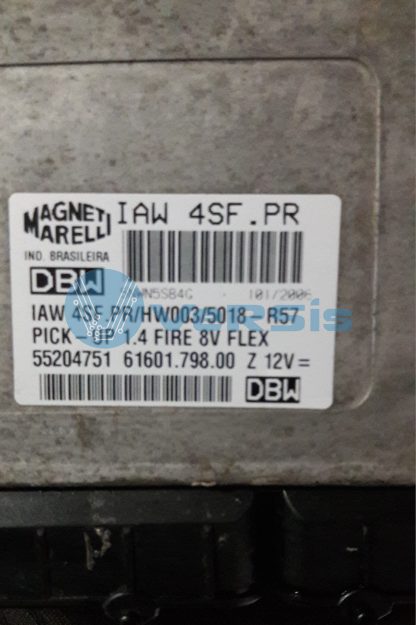 MAGNETI MARELLI
IAW 4SF.PR
IND. BRASILEIRA
DBW
101/2006
IAW 4SF.PR/HW003/5018-R57
PICK-UP 1.4 FIRE 8V FLEX
55204751 61601.798.00 Z 12V=
DBW
versis